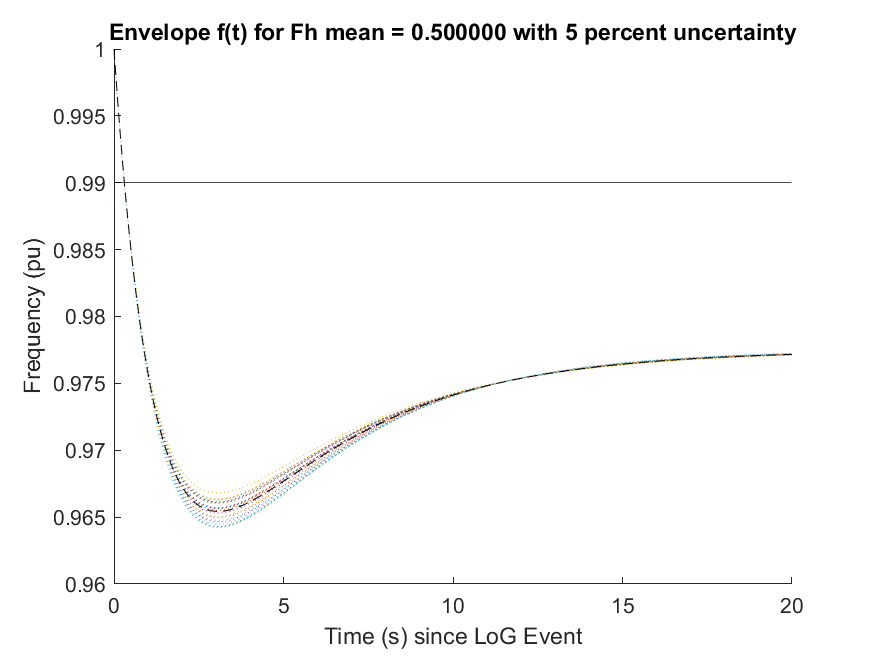 Envelope f(t) for Fh mean = 0.500000 with 5 percent uncertainty
1
0.995
0.99
0.985
0.98
0.975
0.97
0.965
0.96
Frequency (pu)
0 5 10 15 20
Time (s) since LoG Event